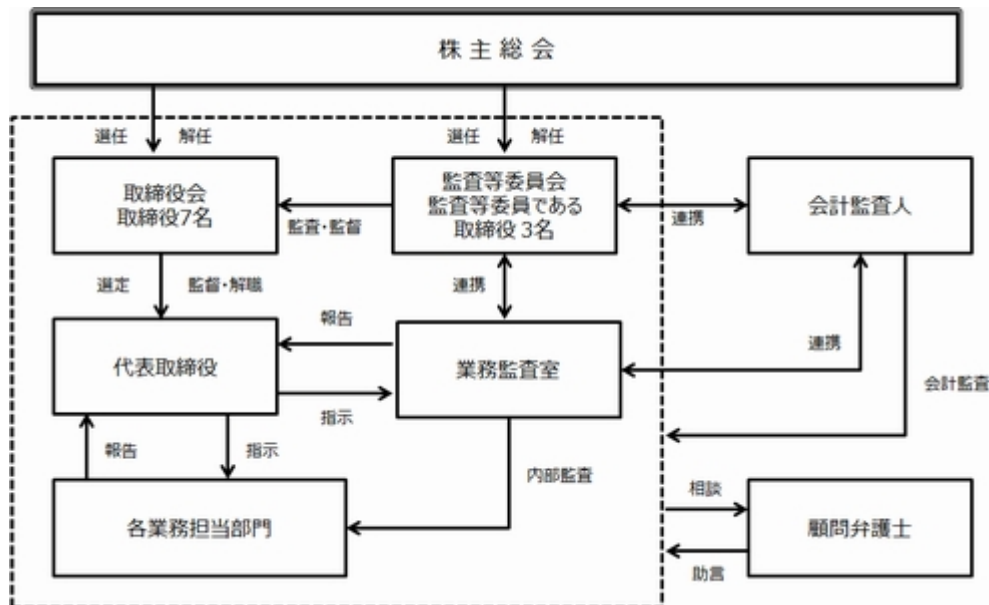 株主総会
選任 解任
選任 解任
取締役会
取締役7名
監査等委員会
監査等委員である
取締役 3名
会計監査人
監査・監督
連携
選定 監督・解職
連携
報告
連携
代表取締役
業務監査室
会計監査
指示
報告
指示
内部監査
相談
各業務担当部門
顧問弁護士
助言